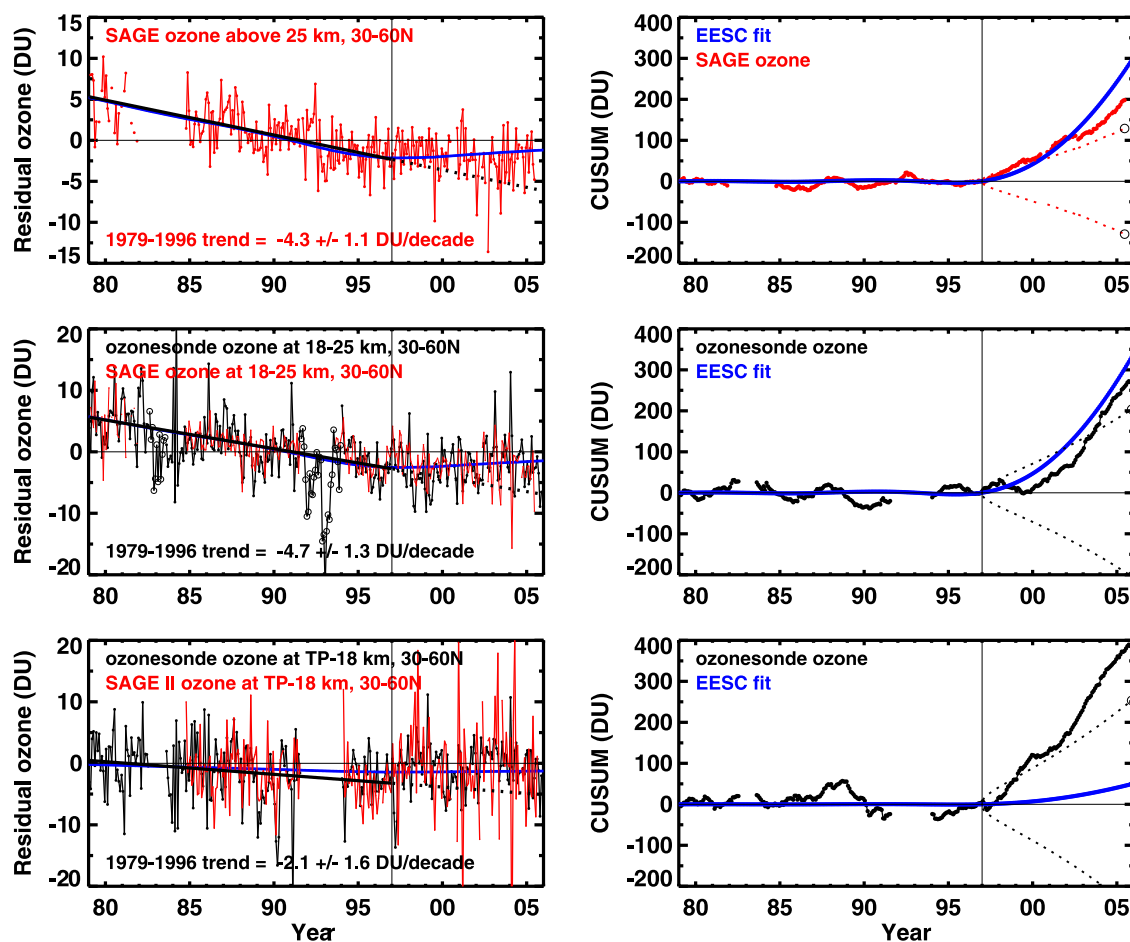 15
10
5
0
-5
-10
-15
Residual ozone (DU)
SAGE ozone above 25 km, 30-60N
1979-1996 trend = -4.3 +/- 1.1 DU/decade
80 85 90 95 00 05
400
300
200
100
0
-100
-200
CUSUM (DU)
EESC fit
SAGE ozone
80 85 90 95 00 05
20
10
0
-10
-20
Residual ozone (DU)
ozonesonde ozone at 18-25 km, 30-60N
SAGE ozone at 18-25 km, 30-60N
1979-1996 trend = -4.7 +/- 1.3 DU/decade
80 85 90 95 00 05
400
300
200
100
0
-100
-200
CUSUM (DU)
ozonesonde ozone
EESC fit
80 85 90 95 00 05
20
10
0
-10
-20
Residual ozone (DU)
ozonesonde ozone at TP-18 km, 30-60N
SAGE II ozone at TP-18 km, 30-60N
1979-1996 trend = -2.1 +/- 1.6 DU/decade
80 85 90 95 00 05
Year
400
300
200
100
0
-100
-200
CUSUM (DU)
ozonesonde ozone
EESC fit
80 85 90 95 00 05
Year